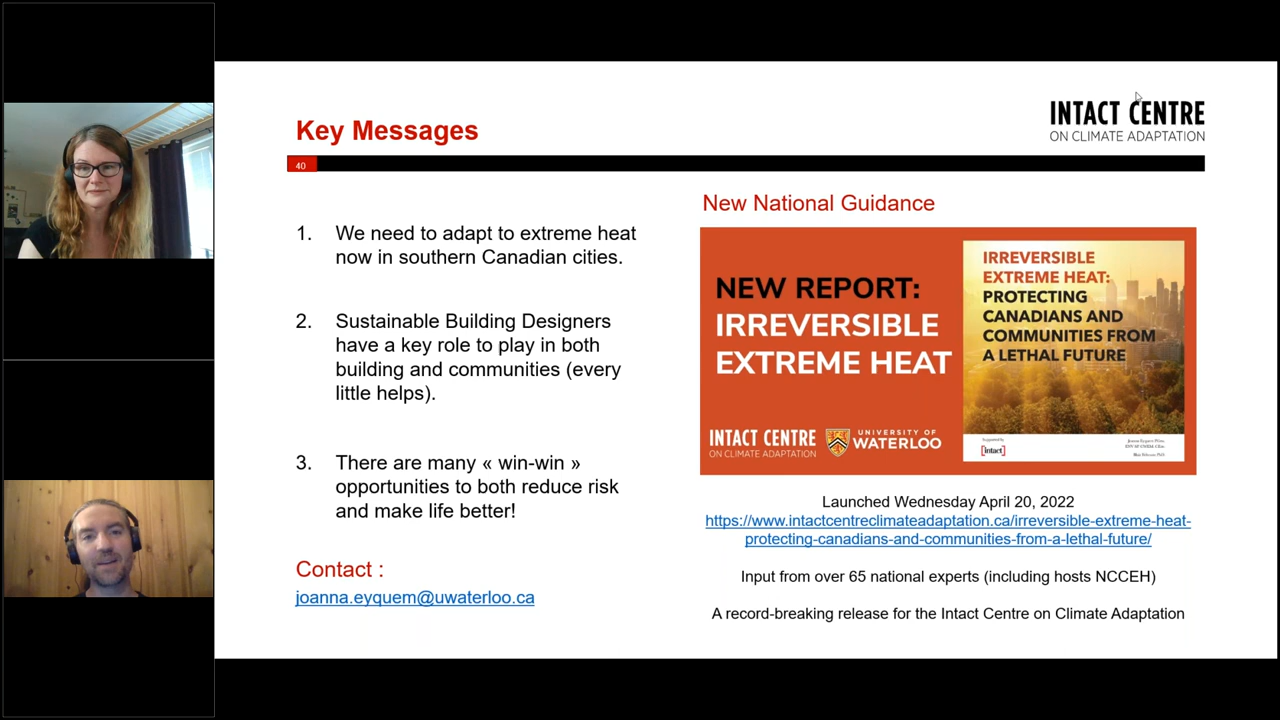 Key Messages
INTACT CENTRE
ON CLIMATE ADAPTATION
40
1. We need to adapt to extreme heat
now in southern Canadian cities.
2. Sustainable Building Designers
have a key role to play in both
building and communities (every
little helps).
3. There are many « win-win »
opportunities to both reduce risk
and make life better!
Contact :
joanna.eyquem@uwaterloo.ca
New National Guidance
NEW REPORT:
IRREVERSIBLE
EXTREME HEAT
INTACT CENTRE
ON CLIMATE ADAPTATION
UNIVERSITY OF
WATERLOO
IRREVERSIBLE
EXTREME HEAT:
PROTECTING
CANADIANS AND
COMMUNITIES FROM
A LETHAL FUTURE
Supported by
[intact]
Launched Wednesday April 20, 2022
https://www.intactcentreclimateadaptation.ca/irreversible-extreme-heat-
protecting-canadians-and-communities-from-a-lethal-future/
Input from over 65 national experts (including hosts NCCEH)
A record-breaking release for the Intact Centre on Climate Adaptation